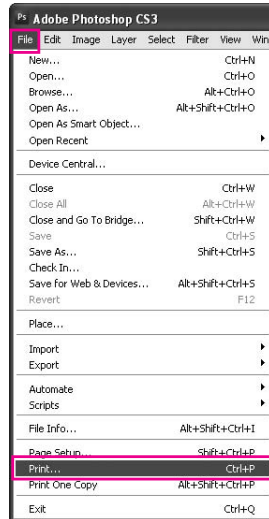 Ps Adobe Photoshop CS3
File Edit Image Layer Select Filter View Win
New... Ctrl+N
Open... Ctrl+O
Browse... Alt+Ctrl+O
Open As... Alt+Shift+Ctrl+O
Open As Smart Object...
Open Recent
Device Central...
Close Ctrl+W
Close All Alt+Ctrl+W
Close and Go To Bridge... Shift+Ctrl+W
Save Ctrl+S
Save As... Shift+Ctrl+S
Check In...
Save for Web & Devices... Alt+Shift+Ctrl+S
Revert F12
Place...
Import
Export
Automate
Scripts
File Info... Alt+Shift+Ctrl+I
Page Setup... Shift+Ctrl+P
Print... Ctrl+P
Print One Copy Alt+Shift+Ctrl+P
Exit Ctrl+Q